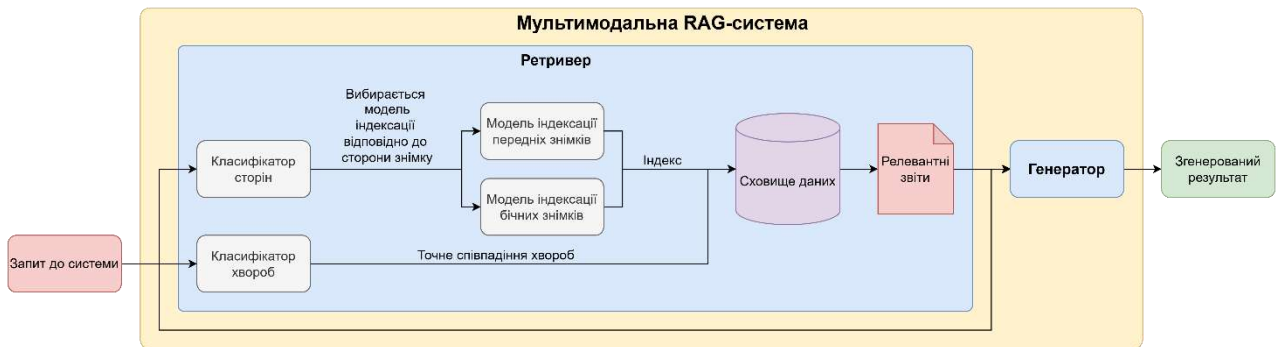 Мультимодальна RAG-система
Ретривер
Вибирається
модель
індексації
відповідно до
сторони знімку
Класифікатор
сторін
Модель індексації
передніх знімків
Модель індексації
бічних знімків
Індекс
Сховище даних
Релевантні
звіти
Генератор
Згенерований
результат
Запит до системи
Класифікатор
хвороб
Точне співпадіння хвороб